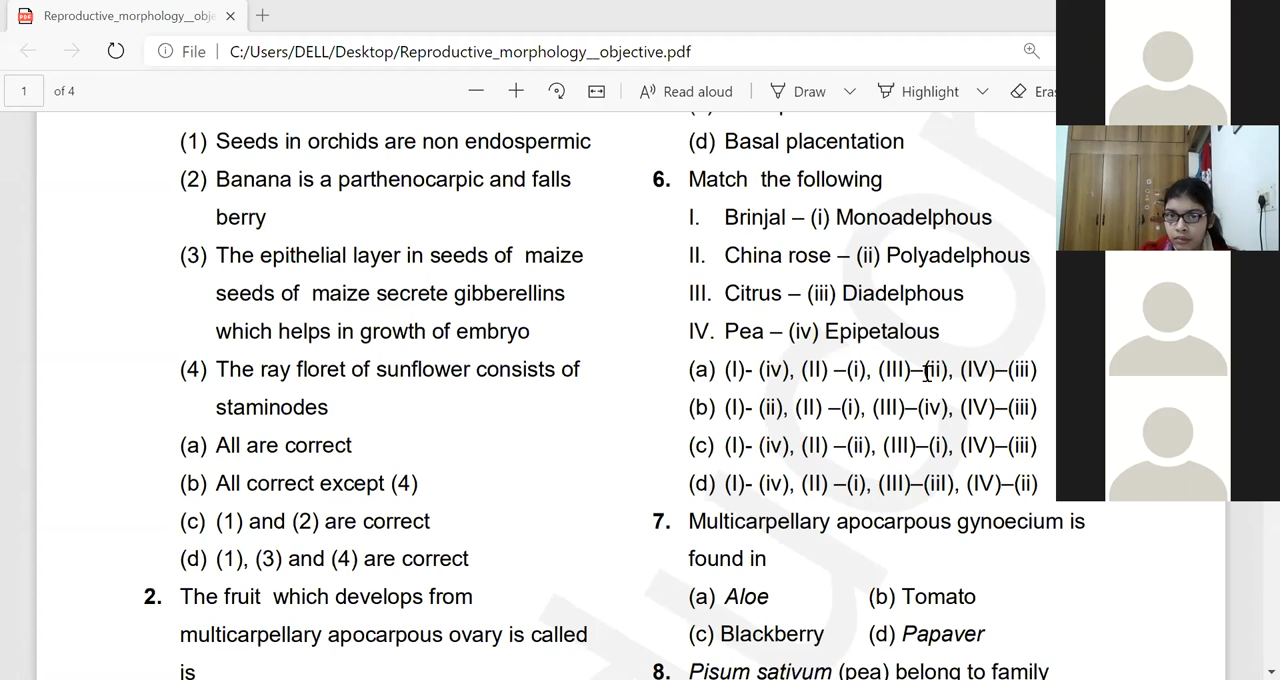 Reproductive_morphology__obje
File
C:/Users/DELL/Desktop/Reproductive_morphology__objective.pdf
1 of 4
Read aloud
Draw
Highlight
Eras
(1) Seeds in orchids are non endospermic
(2) Banana is a parthenocarpic and falls
berry
(3) The epithelial layer in seeds of maize
seeds of maize secrete gibberellins
which helps in growth of embryo
(4) The ray floret of sunflower consists of
staminodes
(a) All are correct
(b) All correct except (4)
(c) (1) and (2) are correct
(d) (1), (3) and (4) are correct
2. The fruit which develops from
multicarpellary apocarpous ovary is called
is
(d) Basal placentation
6. Match the following
I. Brinjal – (i) Monoadelphous
II. China rose – (ii) Polyadelphous
III. Citrus – (iii) Diadelphous
IV. Pea – (iv) Epipetalous
(a) (I)- (iv), (II) –(i), (III)–(ii), (IV)–(iii)
(b) (I)- (ii), (II) –(i), (III)–(iv), (IV)–(iii)
(c) (I)- (iv), (II) –(ii), (III)–(i), (IV)–(iii)
(d) (I)- (iv), (II) –(i), (III)–(iiI), (IV)–(ii)
7. Multicarpellary apocarpous gynoecium is
found in
(a) Aloe (b) Tomato
(c) Blackberry (d) Papaver
8. Pisum sativum (pea) belong to family